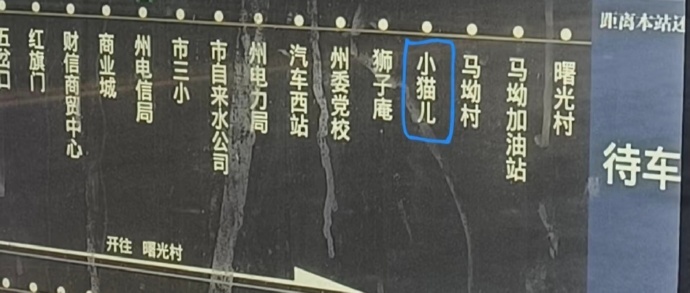 距离本站还
五岔口
红旗门
财信商贸中心
商业城
州电信局
市三小
市自来水公司
州电力局
汽车西站
州委党校
狮子庵
小猫儿
马坳村
马坳加油站
曙光村
待车
开往 曙光村